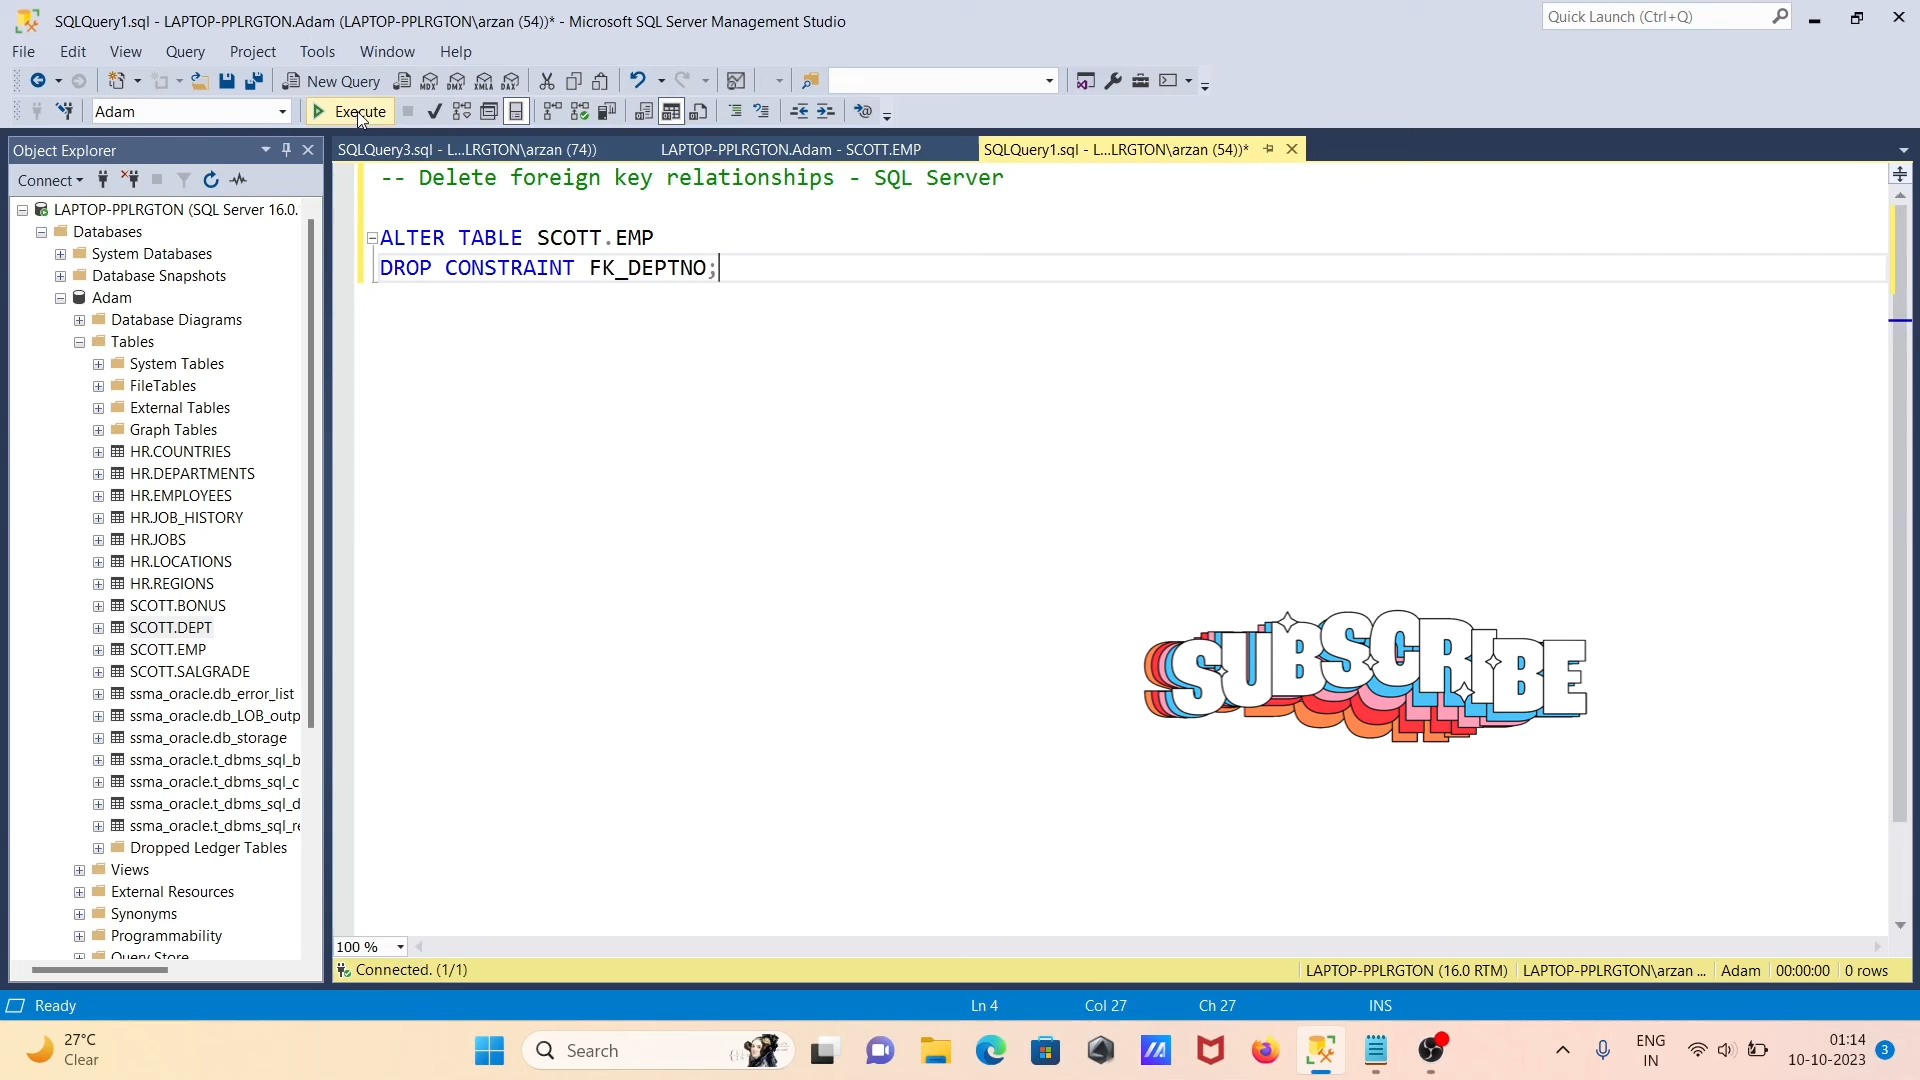 SQLQuery1.sql - LAPTOP-PPLRGTON.Adam (LAPTOP-PPLRGTON\arzan (54))* - Microsoft SQL Server Management Studio
Quick Launch (Ctrl+Q)
File Edit View Query Project Tools Window Help
New Query
Adam
Execute
Object Explorer
SQLQuery3.sql - L...LRGTON\arzan (74))
LAPTOP-PPLRGTON.Adam - SCOTT.EMP
SQLQuery1.sql - L...LRGTON\arzan (54))*
Connect
LAPTOP-PPLRGTON (SQL Server 16.0.
Databases
System Databases
Database Snapshots
Adam
Database Diagrams
Tables
System Tables
FileTables
External Tables
Graph Tables
HR.COUNTRIES
HR.DEPARTMENTS
HR.EMPLOYEES
HR.JOB_HISTORY
HR.JOBS
HR.LOCATIONS
HR.REGIONS
SCOTT.BONUS
SCOTT.DEPT
SCOTT.EMP
SCOTT.SALGRADE
ssma_oracle.db_error_list
ssma_oracle.db_LOB_outp
ssma_oracle.db_storage
ssma_oracle.t_dbms_sql_b
ssma_oracle.t_dbms_sql_c
ssma_oracle.t_dbms_sql_d
ssma_oracle.t_dbms_sql_re
Dropped Ledger Tables
Views
External Resources
Synonyms
Programmability
Query Store
-- Delete foreign key relationships - SQL Server
ALTER TABLE SCOTT.EMP
DROP CONSTRAINT FK_DEPTNO;
SUBSCRIBE
100 %
Connected. (1/1)
LAPTOP-PPLRGTON (16.0 RTM)
LAPTOP-PPLRGTON\arzan ...
Adam
00:00:00
0 rows
Ready
Ln 4
Col 27
Ch 27
INS
27°C
Clear
Search
ENG
IN
01:14
10-10-2023
3